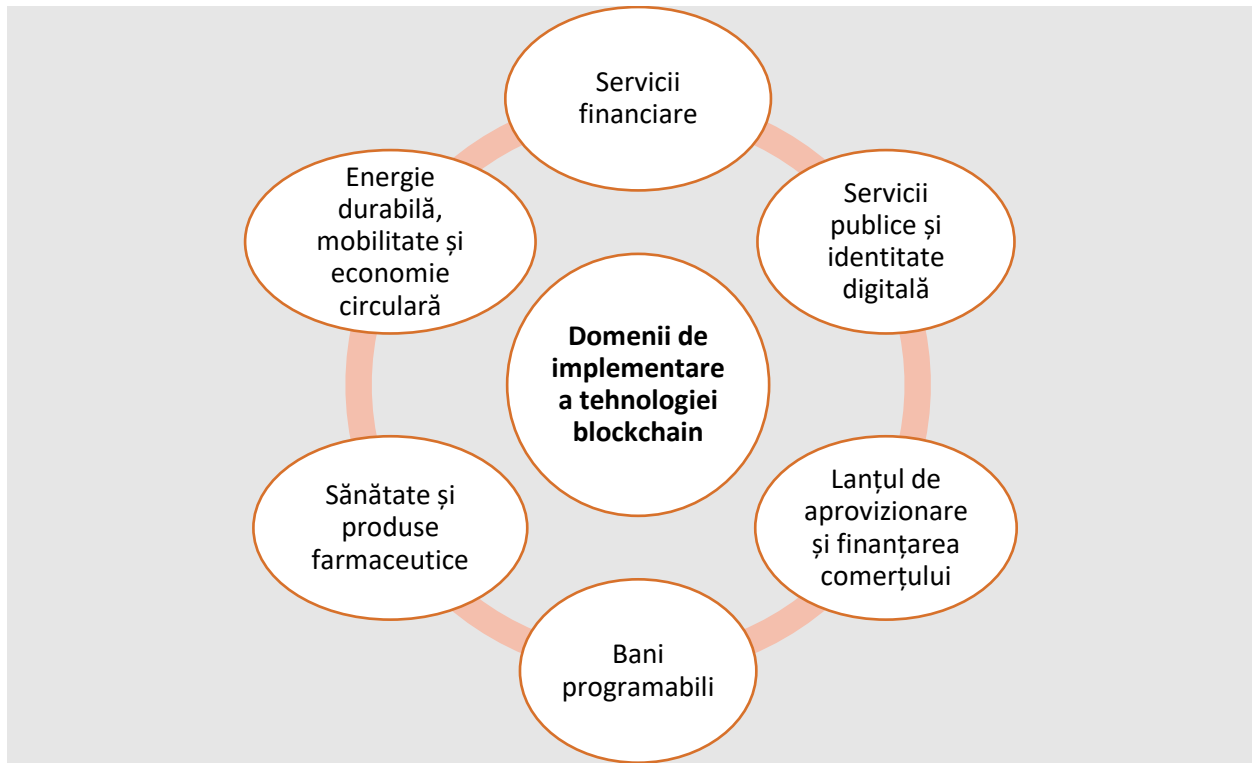 Servicii
financiare
Servicii
publice și
identitate
digitală
Lanțul de
aprovizionare
și finanțarea
comerțului
Bani
programabili
Sănătate și
produse
farmaceutice
Energie
durabilă,
mobilitate și
economie
circulară
Domenii de
implementare
a tehnologiei
blockchain